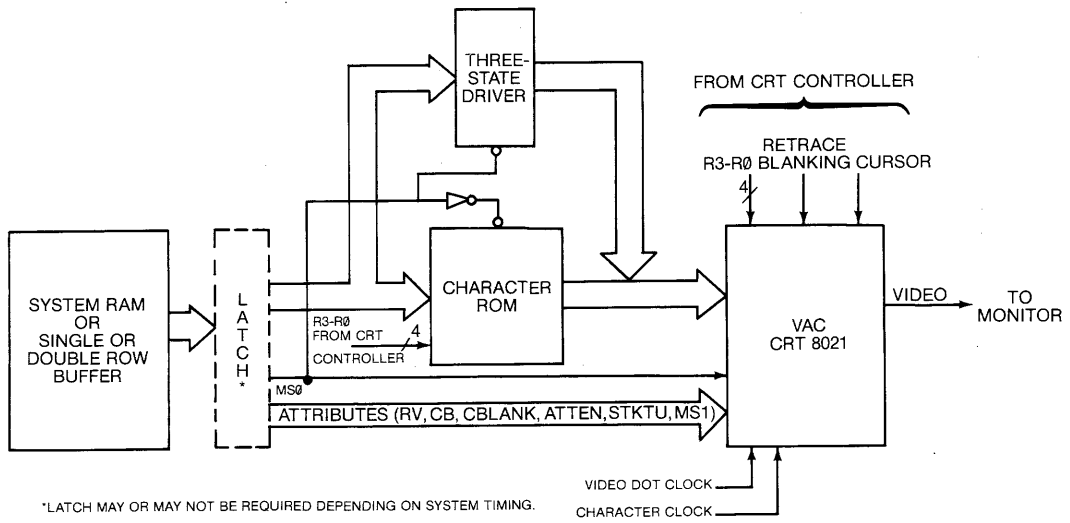 THREE-
STATE
DRIVER
FROM CRT CONTROLLER
RETRACE
R3-RØ BLANKING CURSOR
4
SYSTEM RAM
OR
SINGLE OR
DOUBLE ROW
BUFFER
L
A
T
C
H*
CHARACTER
ROM
R3-RØ
FROM CRT
CONTROLLER
4
MSØ
ATTRIBUTES (RV, CB, CBLANK, ATTEN, STKTU, MS1)
VAC
CRT 8021
VIDEO
TO
MONITOR
VIDEO DOT CLOCK
CHARACTER CLOCK
*LATCH MAY OR MAY NOT BE REQUIRED DEPENDING ON SYSTEM TIMING.